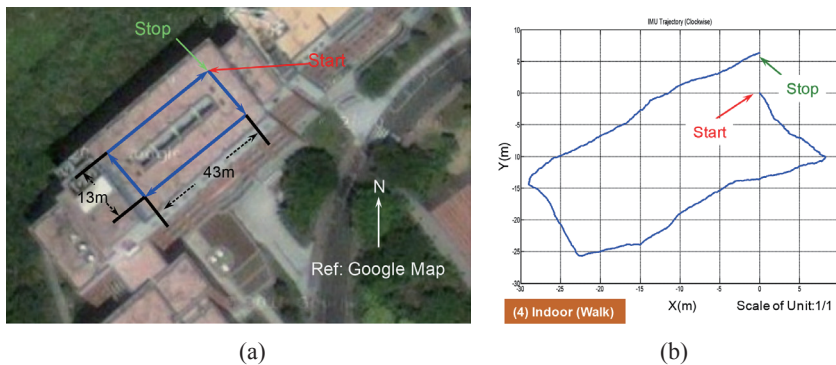 Stop
Start
43m
13m
N
Google
Ref: Google Map
(a)
IMU Trajectory (Clockwise)
10
5
0
-5
-10
-15
-20
-25
-30
Y(m)
Stop
Start
-30
-25
-20
-15
-10
-5
0
5
X(m)
Scale of Unit:1/1
(4) Indoor (Walk)
(b)